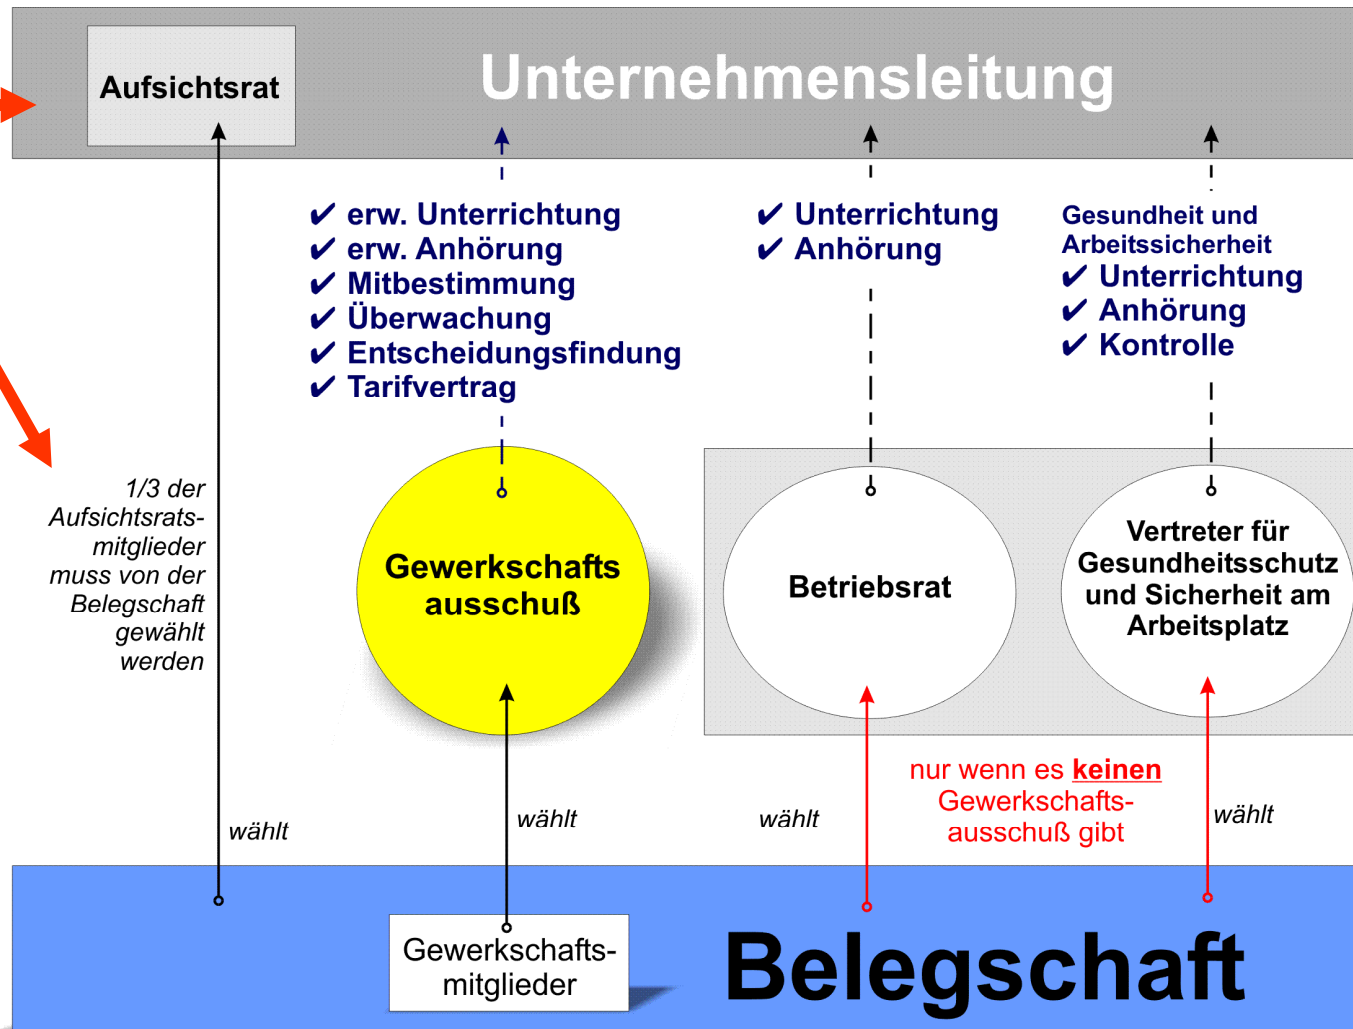 Aufsichtsrat
Unternehmensleitung
✔ erw. Unterrichtung
✔ erw. Anhörung
✔ Mitbestimmung
✔ Überwachung
✔ Entscheidungsfindung
✔ Tarifvertrag
✔ Unterrichtung
✔ Anhörung
Gesundheit und
Arbeitssicherheit
✔ Unterrichtung
✔ Anhörung
✔ Kontrolle
1/3 der
Aufsichtsrats-
mitglieder
muss von der
Belegschaft
gewählt
werden
Gewerkschafts
ausschuß
Betriebsrat
Vertreter für
Gesundheitsschutz
und Sicherheit am
Arbeitsplatz
wählt
wählt
wählt
nur wenn es keinen
Gewerkschafts-
ausschuß gibt
wählt
Gewerkschafts-
mitglieder
Belegschaft